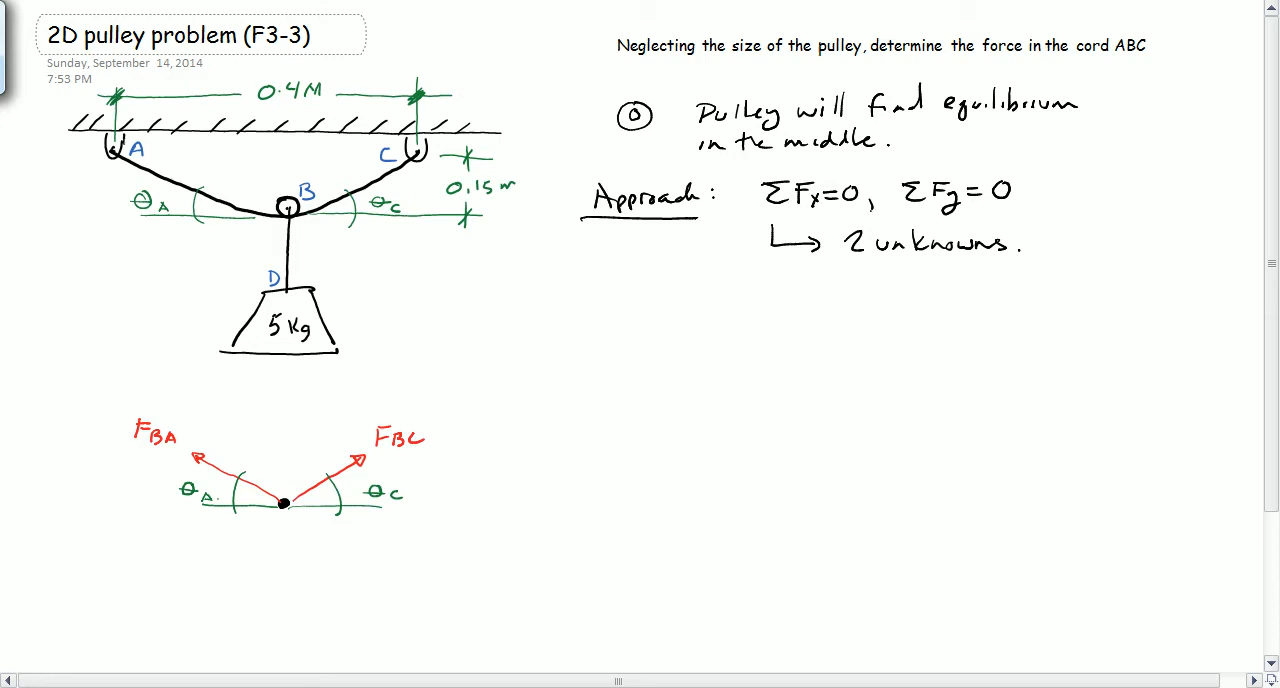 2D pulley problem (F3-3)
Sunday, September 14, 2014
7:53 PM
Neglecting the size of the pulley, determine the force in the cord ABC
0.4M
A
C
B
0.15m
θA
θC
D
5 Kg
Pulley will find equilibrium
in the middle.
Approach: ΣFx=0, ΣFy=0
↳ 2 unknowns.
FBA
FBC
θA.
θC